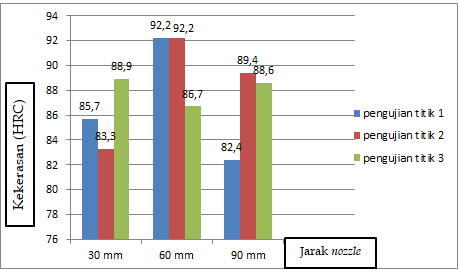 94
92
90
88
86
84
82
80
78
76
Kekerasan (HRC)
85,7
83,3
88,9
92,2
92,2
86,7
82,4
89,4
88,6
30 mm
60 mm
90 mm
Jarak nozzle
pengujian titik 1
pengujian titik 2
pengujian titik 3